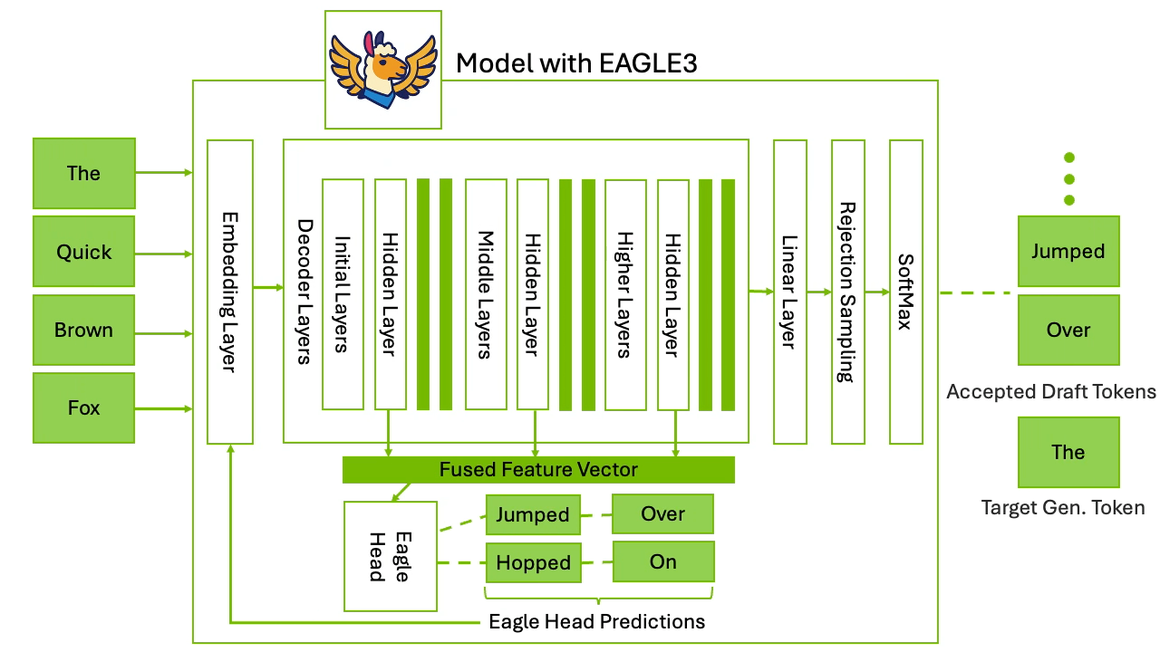 Model with EAGLE3
The
Quick
Brown
Fox
Embedding Layer
Decoder Layers
Initial Layers
Hidden Layer
Middle Layers
Hidden Layer
Higher Layers
Hidden Layer
Linear Layer
Rejection Sampling
SoftMax
Jumped
Over
Accepted Draft Tokens
The
Target Gen. Token
Fused Feature Vector
Eagle
Head
Jumped
Over
Hopped
On
Eagle Head Predictions